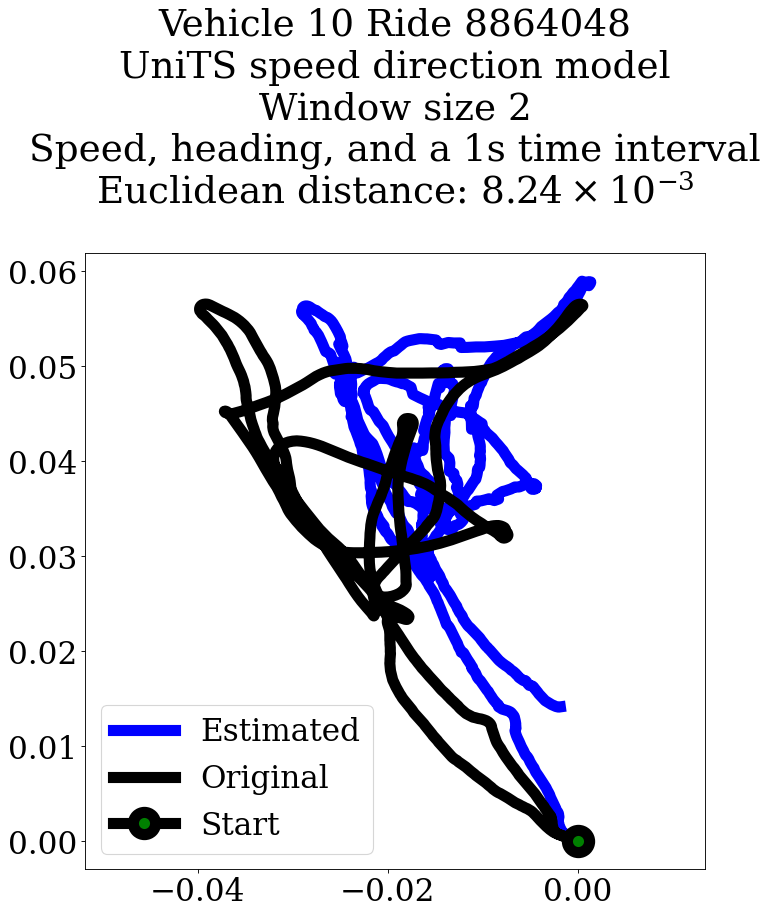 Vehicle 10 Ride 8864048
UniTS speed direction model
Window size 2
Speed, heading, and a 1s time interval
Euclidean distance: 8.24 × 10⁻³
0.06
0.05
0.04
0.03
0.02
0.01
0.00
−0.04 −0.02 0.00
Estimated
Original
Start